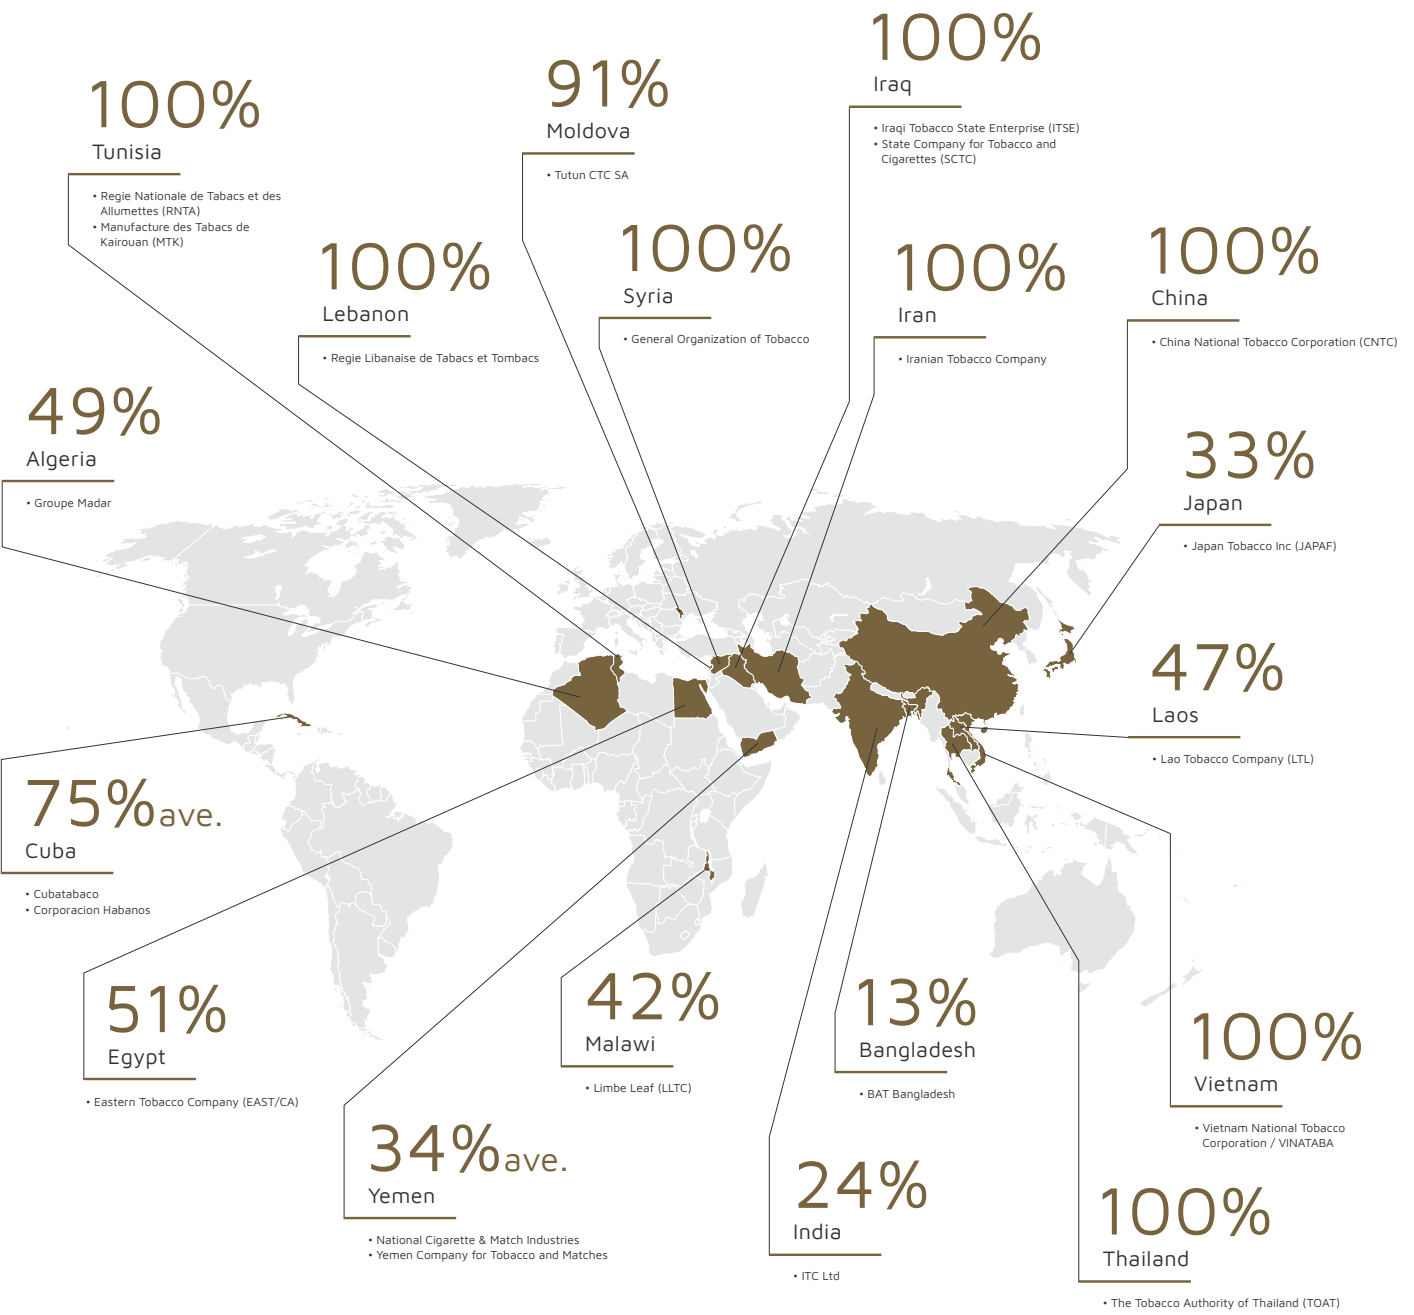 100%
Iraq
• Iraqi Tobacco State Enterprise (ITSE)
• State Company for Tobacco and
Cigarettes (SCTC)
91%
Moldova
• Tutun CTC SA
100%
Tunisia
• Regie Nationale de Tabacs et des
Allumettes (RNTA)
• Manufacture des Tabacs de
Kairouan (MTK)
100%
Lebanon
• Regie Libanaise de Tabacs et Tombacs
100%
Syria
• General Organization of Tobacco
100%
Iran
• Iranian Tobacco Company
100%
China
• China National Tobacco Corporation (CNTC)
49%
Algeria
• Groupe Madar
33%
Japan
• Japan Tobacco Inc (JAPAF)
47%
Laos
• Lao Tobacco Company (LTL)
75% ave.
Cuba
• Cubatabaco
• Corporacion Habanos
51%
Egypt
• Eastern Tobacco Company (EAST/CA)
42%
Malawi
• Limbe Leaf (LLTC)
13%
Bangladesh
• BAT Bangladesh
100%
Vietnam
• Vietnam National Tobacco
Corporation / VINATABA
34% ave.
Yemen
• National Cigarette & Match Industries
• Yemen Company for Tobacco and Matches
24%
India
• ITC Ltd
100%
Thailand
• The Tobacco Authority of Thailand (TOAT)